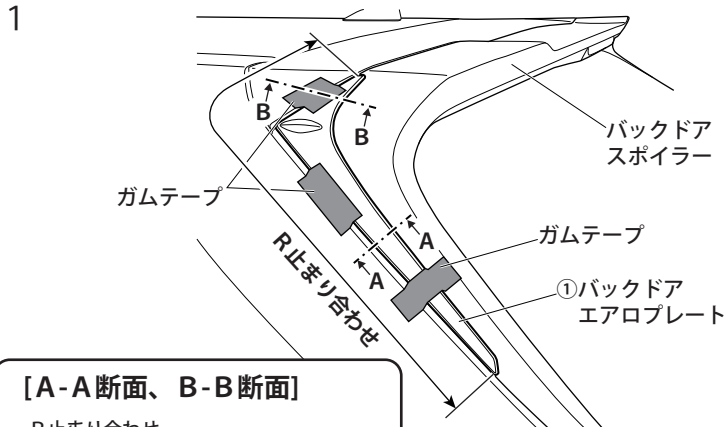 1
B
B
バックドア
スポイラー
ガムテープ
A
A
ガムテープ
R止まり合わせ
①バックドア
エアロプレート
[A-A断面、B-B断面]